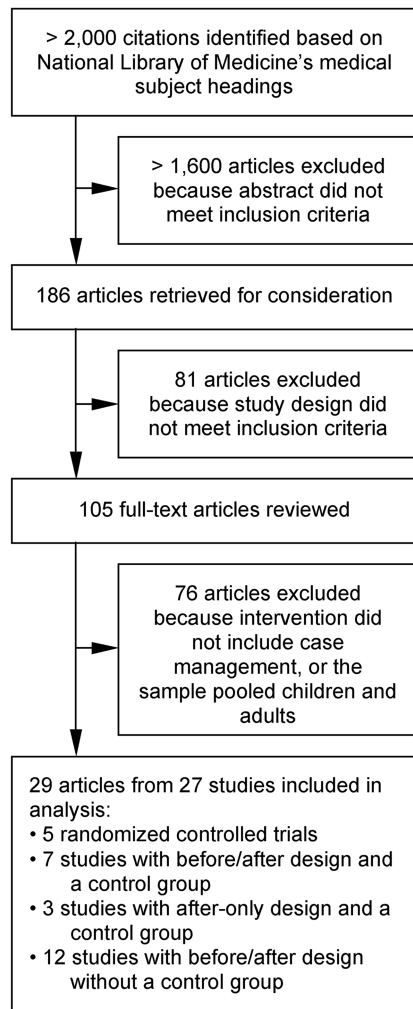 > 2,000 citations identified based on
National Library of Medicine's medical
subject headings
> 1,600 articles excluded
because abstract did not
meet inclusion criteria
186 articles retrieved for consideration
81 articles excluded
because study design did
not meet inclusion criteria
105 full-text articles reviewed
76 articles excluded
because intervention did
not include case
management, or the
sample pooled children and
adults
29 articles from 27 studies included in
analysis:
• 5 randomized controlled trials
• 7 studies with before/after design and
a control group
• 3 studies with after-only design and a
control group
• 12 studies with before/after design
without a control group